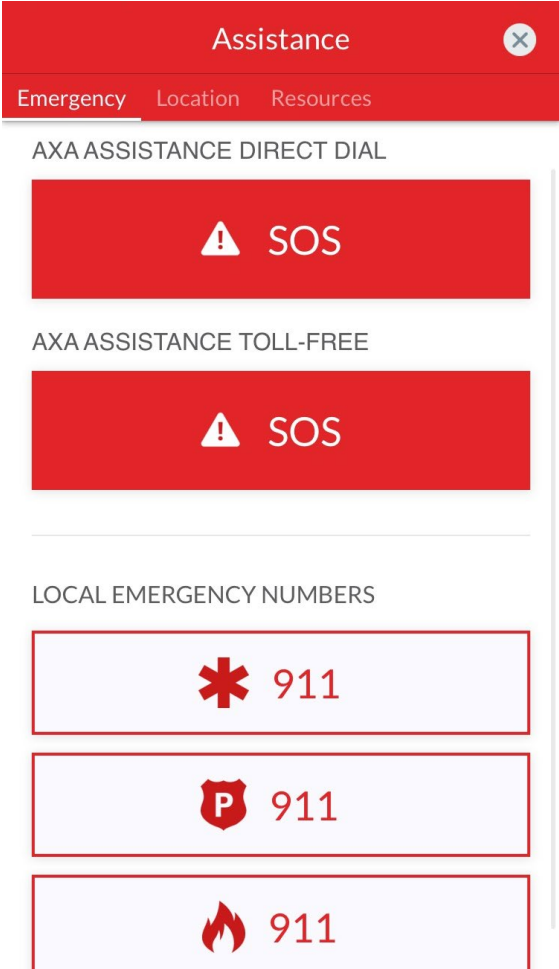 Assistance
Emergency Location Resources
AXA ASSISTANCE DIRECT DIAL
SOS
AXA ASSISTANCE TOLL-FREE
SOS
LOCAL EMERGENCY NUMBERS
911
P 911
911